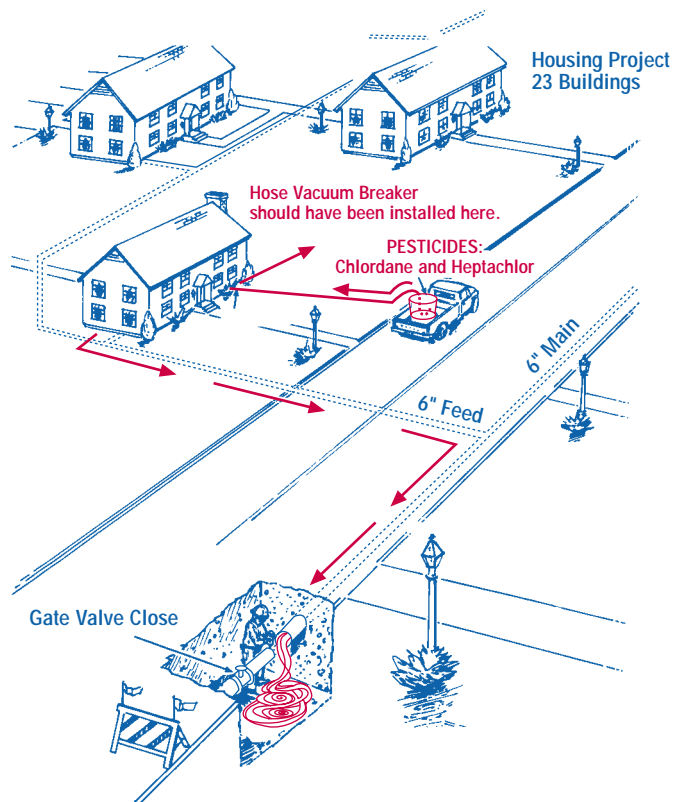 Housing Project
23 Buildings
Hose Vacuum Breaker
should have been installed here.
PESTICIDES:
Chlordane and Heptachlor
6" Main
6" Feed
Gate Valve Close